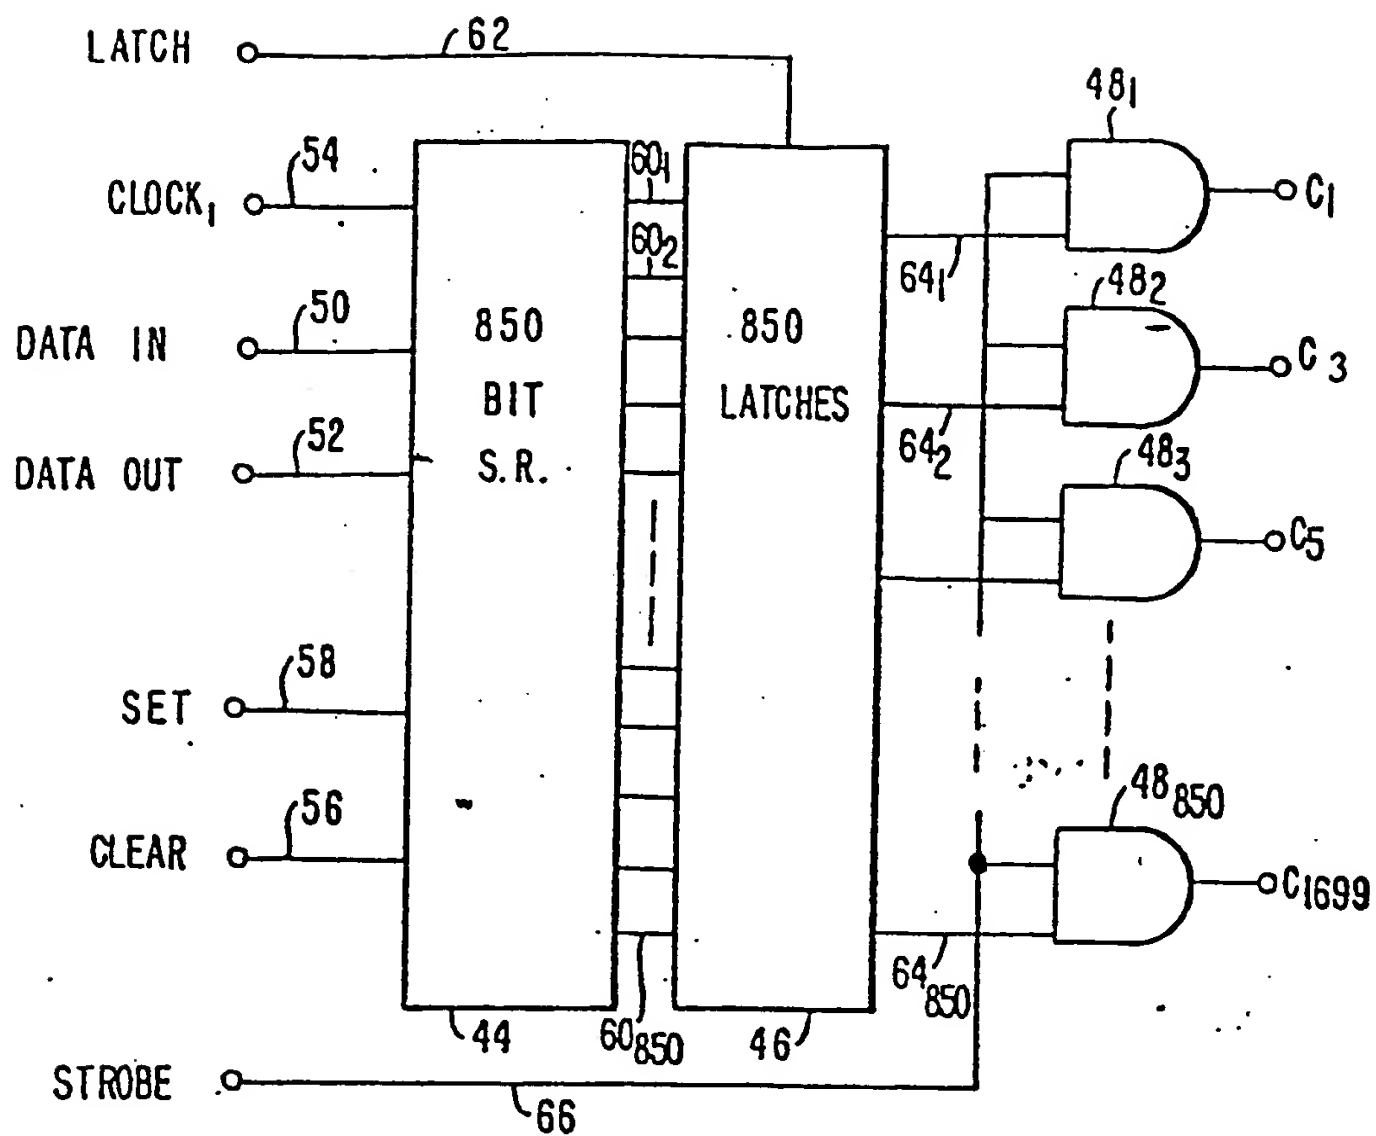 LATCH
62
48₁
CLOCK₁
54
60₁
C₁
60₂
64₁
48₂
DATA IN
50
850
BIT
S.R.
850
LATCHES
C₃
DATA OUT
52
64₂
48₃
C₅
SET
58
48₈₅₀
CLEAR
56
C₁₆₉₉
64₈₅₀
44
60₈₅₀
46
STROBE
66